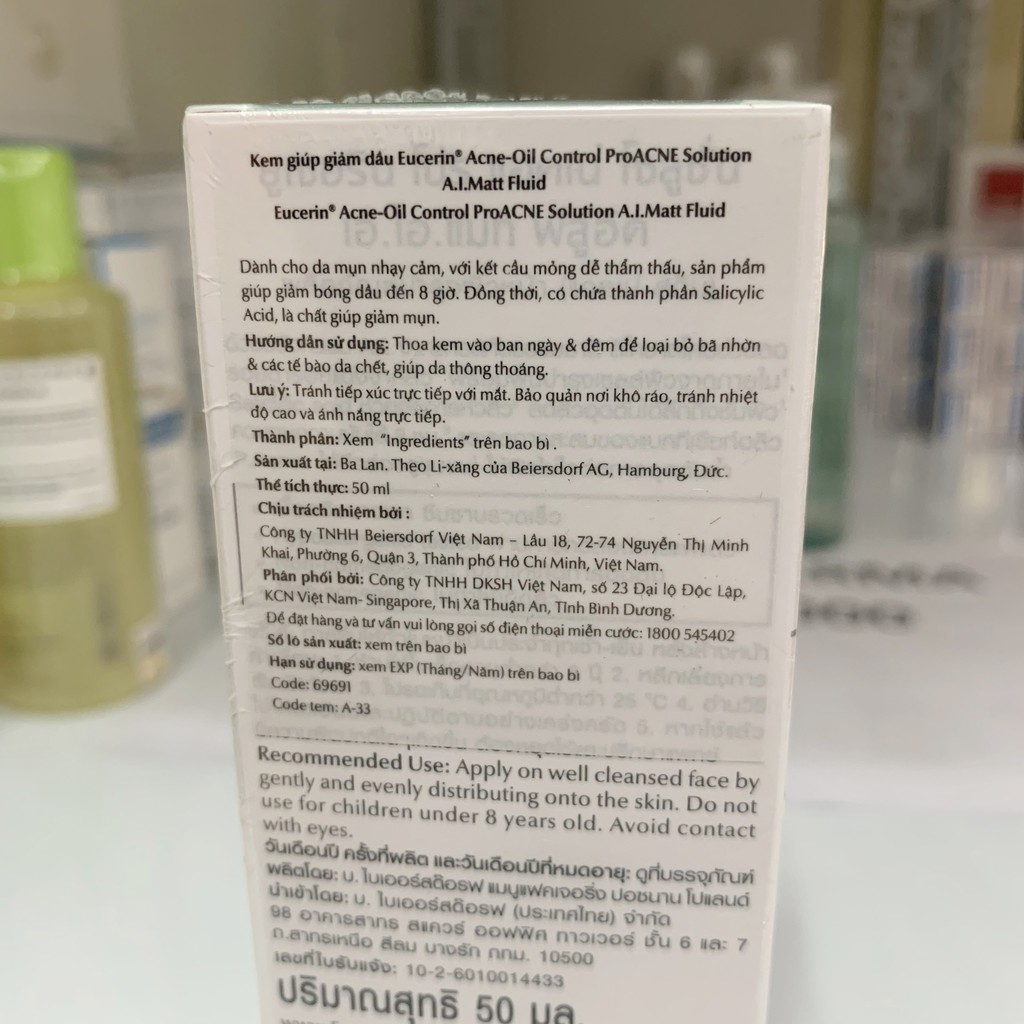 Kem giúp giảm dầu Eucerin® Acne-Oil Control ProACNE Solution
A.I.Matt Fluid
Eucerin® Acne-Oil Control ProACNE Solution A.I.Matt Fluid
Dành cho da mụn nhạy cảm, với kết cấu mỏng dễ thẩm thấu, sản phẩm
giúp giảm bóng dầu đến 8 giờ. Đồng thời, có chứa thành phần Salicylic
Acid, là chất giúp giảm mụn.
Hướng dẫn sử dụng: Thoa kem vào ban ngày & đêm để loại bỏ bã nhờn
& các tế bào da chết, giúp da thông thoáng.
Lưu ý: Tránh tiếp xúc trực tiếp với mắt. Bảo quản nơi khô ráo, tránh nhiệt
độ cao và ánh nắng trực tiếp.
Thành phần: Xem "Ingredients" trên bao bì .
Sản xuất tại: Ba Lan. Theo Li-xăng của Beiersdorf AG, Hamburg, Đức.
Thể tích thực: 50 ml
Chịu trách nhiệm bởi :
Công ty TNHH Beiersdorf Việt Nam – Lầu 18, 72-74 Nguyễn Thị Minh
Khai, Phường 6, Quận 3, Thành phố Hồ Chí Minh, Việt Nam.
Phân phối bởi: Công ty TNHH DKSH Việt Nam, số 23 Đại lộ Độc Lập,
KCN Việt Nam- Singapore, Thị Xã Thuận An, Tỉnh Bình Dương.
Để đặt hàng và tư vấn vui lòng gọi số điện thoại miễn cước: 1800 545402
Số lô sản xuất: xem trên bao bì
Hạn sử dụng: xem EXP (Tháng/Năm) trên bao bì
Code: 69691
Code tem: A-33
Recommended Use: Apply on well cleansed face by
gently and evenly distributing onto the skin. Do not
use for children under 8 years old. Avoid contact
with eyes.
วันเดือนปี ครั้งที่ผลิต และวันเดือนปีที่หมดอายุ: ดูที่บรรจุภัณฑ์
ผลิตโดย: บ.ไบเออร์สด๊อรฟ แมนูแฟคเจอริ่ง ปอซนาน โปแลนด์
นำเข้าโดย: บ. ไบเออร์สด๊อรฟ (ประเทศไทย) จำกัด
98 อาคารสาทร สแควร์ ออฟฟิศ ทาวเวอร์ ชั้น 6 และ 7
ถ.สาทรเหนือ สีลม บางรัก กทม. 10500
เลขที่ใบรับแจ้ง: 10-2-6010014433
ปริมาณสุทธิ 50 มล.